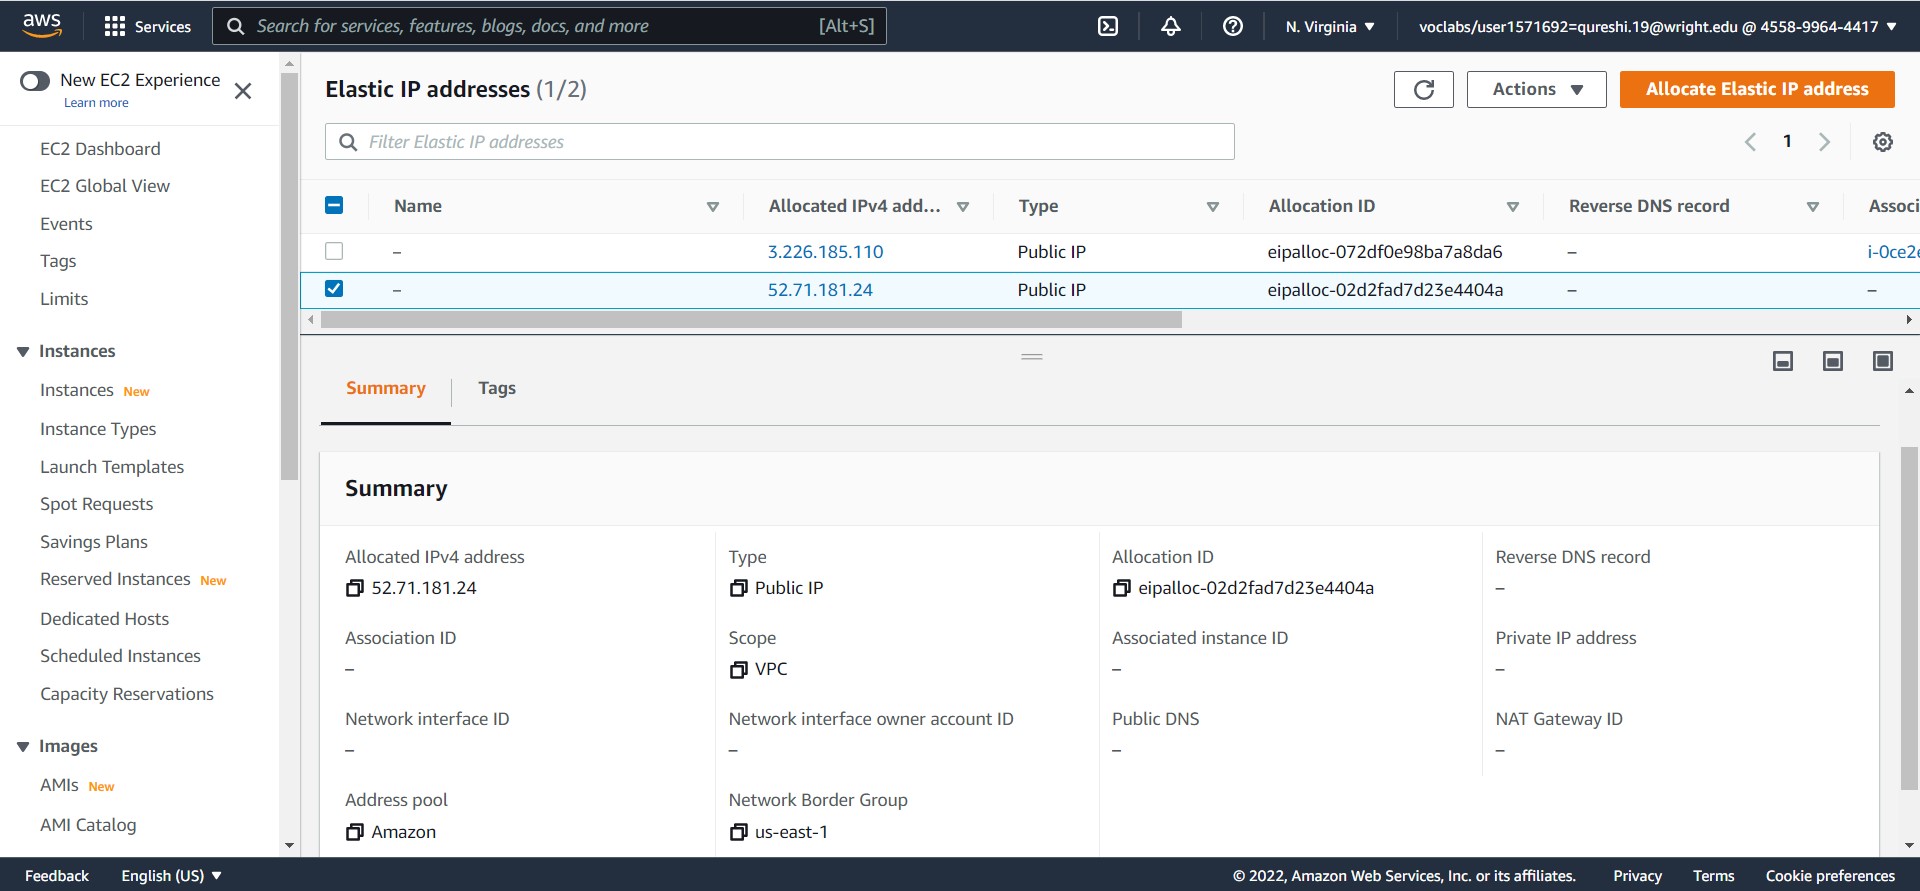 aws
Services
Search for services, features, blogs, docs, and more
[Alt+S]
N. Virginia
voclabs/user1571692=qureshi.19@wright.edu @ 4558-9964-4417
New EC2 Experience
Learn more
EC2 Dashboard
EC2 Global View
Events
Tags
Limits
Instances
Instances New
Instance Types
Launch Templates
Spot Requests
Savings Plans
Reserved Instances New
Dedicated Hosts
Scheduled Instances
Capacity Reservations
Images
AMIs New
AMI Catalog
Elastic IP addresses (1/2)
Actions
Allocate Elastic IP address
Filter Elastic IP addresses
1
Name Allocated IPv4 add... Type Allocation ID Reverse DNS record Associ
– 3.226.185.110 Public IP eipalloc-072df0e98ba7a8da6 – i-0ce2e
– 52.71.181.24 Public IP eipalloc-02d2fad7d23e4404a – –
Summary Tags
Summary
Allocated IPv4 address Type Allocation ID Reverse DNS record
52.71.181.24 Public IP eipalloc-02d2fad7d23e4404a –
Association ID Scope Associated instance ID Private IP address
– VPC – –
Network interface ID Network interface owner account ID Public DNS NAT Gateway ID
– – – –
Address pool Network Border Group
Amazon us-east-1
Feedback English (US) © 2022, Amazon Web Services, Inc. or its affiliates. Privacy Terms Cookie preferences